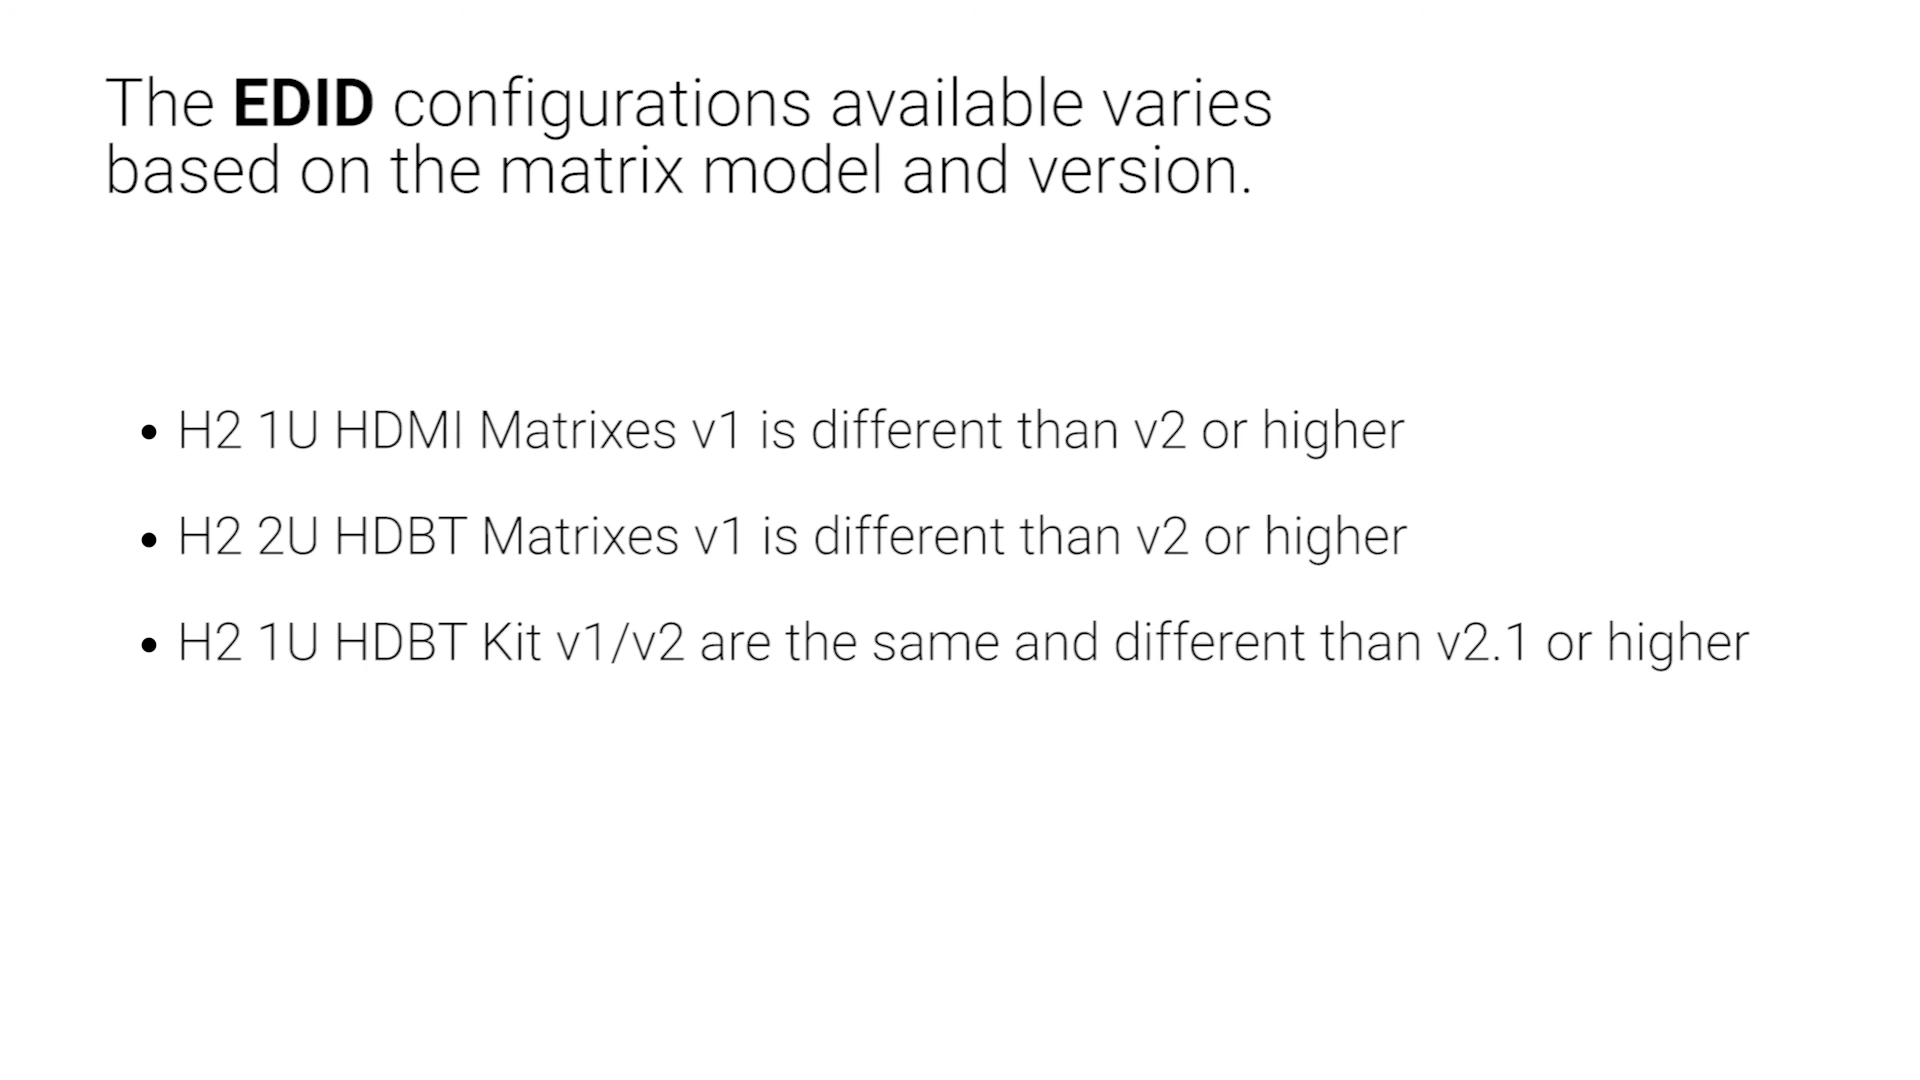 The EDID configurations available varies
based on the matrix model and version.
• H2 1U HDMI Matrixes v1 is different than v2 or higher
• H2 2U HDBT Matrixes v1 is different than v2 or higher
• H2 1U HDBT Kit v1/v2 are the same and different than v2.1 or higher